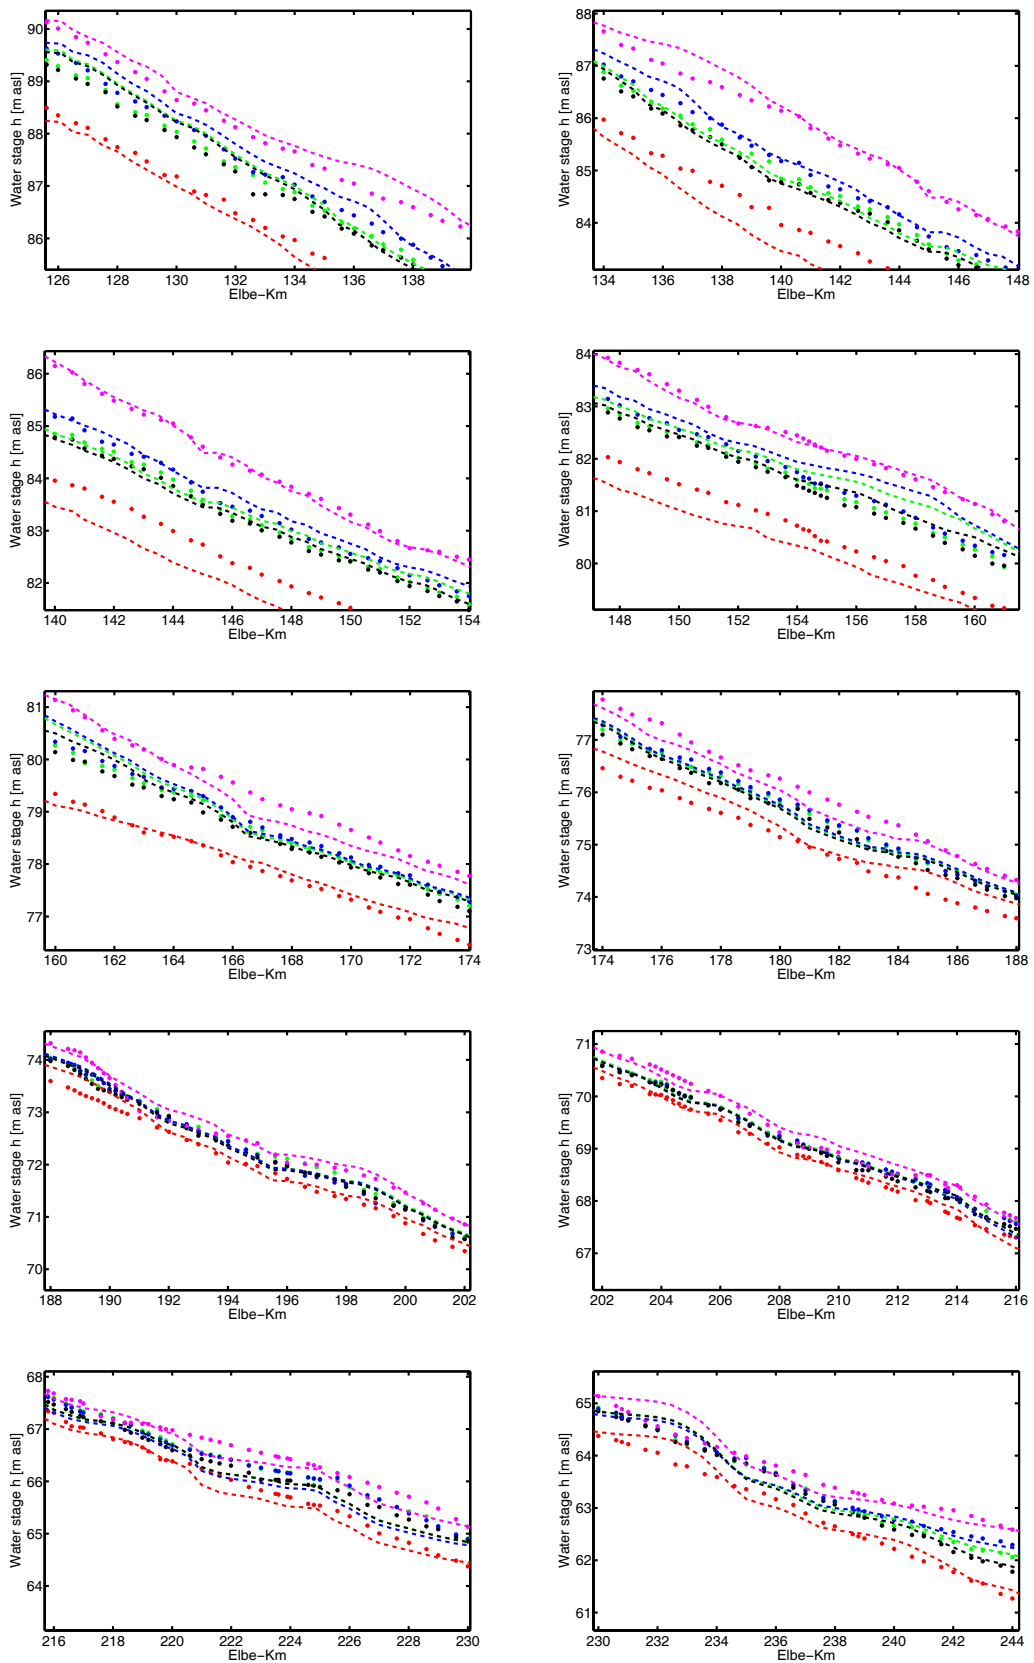 90
89
88
87
86
Water stage h [m asl]
126 128 130 132 134 136 138
Elbe−Km
88
87
86
85
84
Water stage h [m asl]
134 136 138 140 142 144 146 148
Elbe−Km
86
85
84
83
82
Water stage h [m asl]
140 142 144 146 148 150 152 154
Elbe−Km
84
83
82
81
80
Water stage h [m asl]
148 150 152 154 156 158 160
Elbe−Km
81
80
79
78
77
Water stage h [m asl]
160 162 164 166 168 170 172 174
Elbe−Km
77
76
75
74
73
Water stage h [m asl]
174 176 178 180 182 184 186 188
Elbe−Km
74
73
72
71
70
Water stage h [m asl]
188 190 192 194 196 198 200 202
Elbe−Km
71
70
69
68
67
Water stage h [m asl]
202 204 206 208 210 212 214 216
Elbe−Km
68
67
66
65
64
Water stage h [m asl]
216 218 220 222 224 226 228 230
Elbe−Km
65
64
63
62
61
Water stage h [m asl]
230 232 234 236 238 240 242 244
Elbe−Km